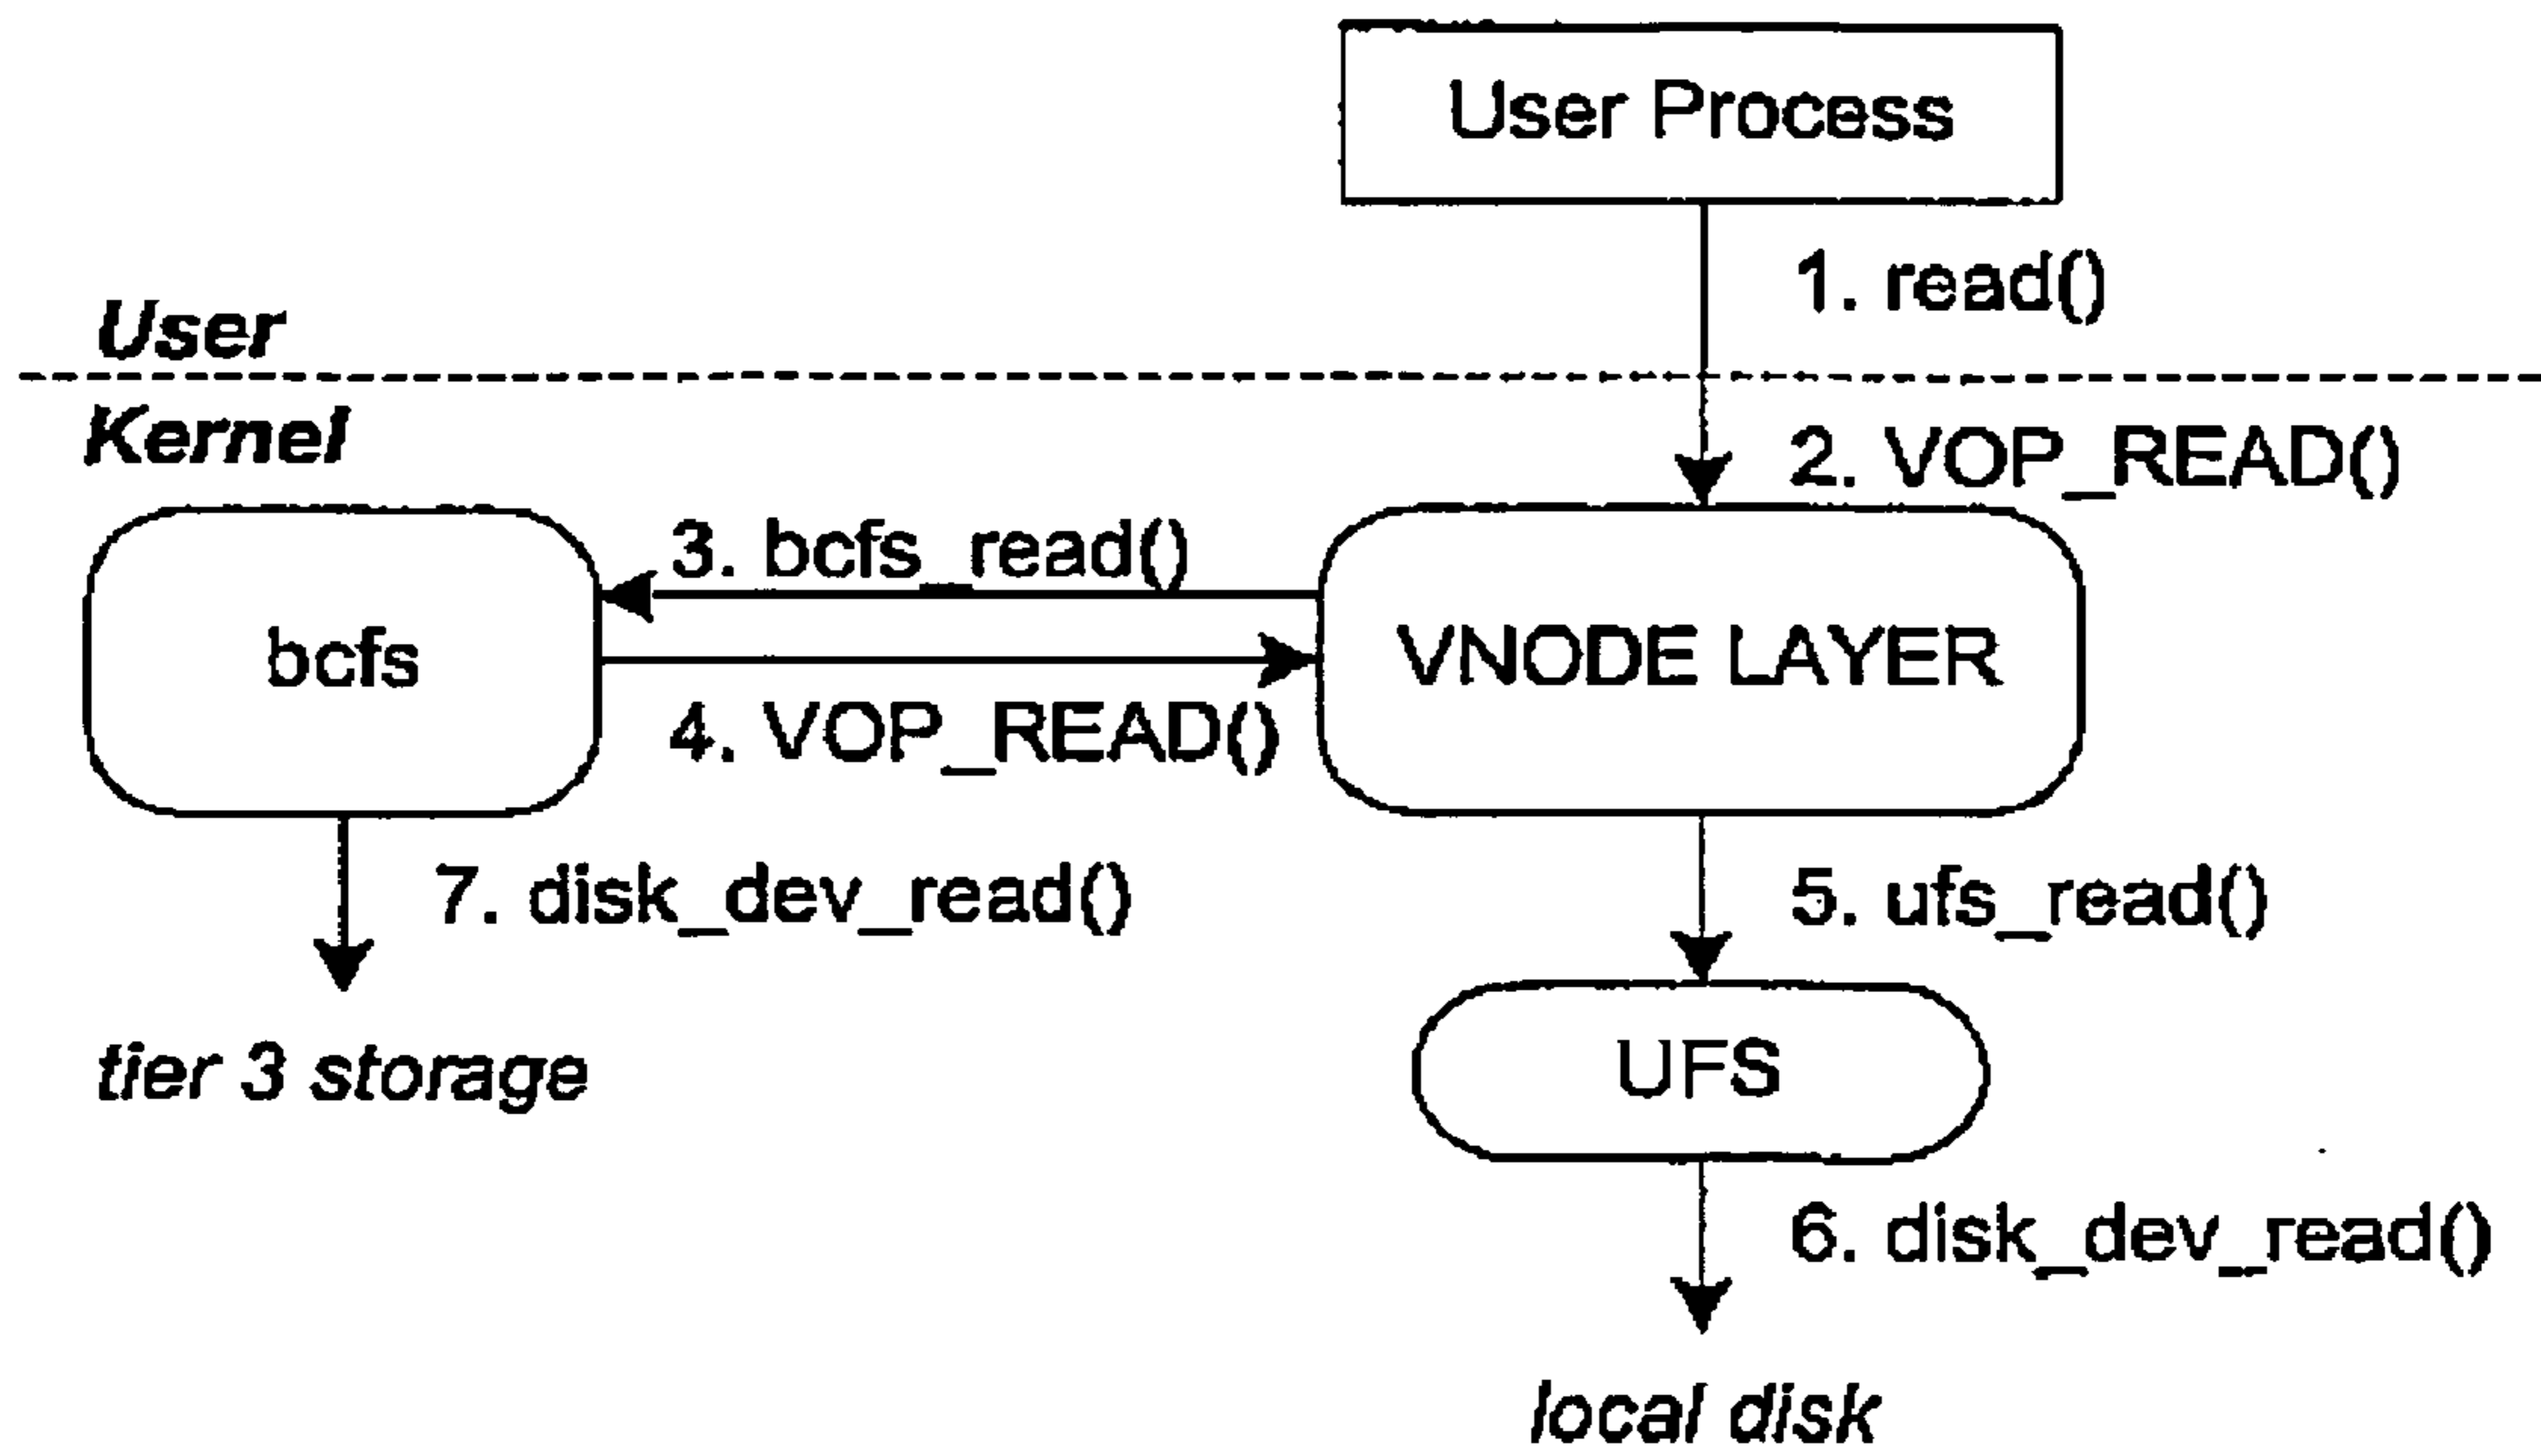 User Process
1. read()
User
Kernel
2. VOP_READ()
3. bcfs_read()
bcfs
VNODE LAYER
4. VOP_READ()
7. disk_dev_read()
5. ufs_read()
tier 3 storage
UFS
6. disk_dev_read()
local disk